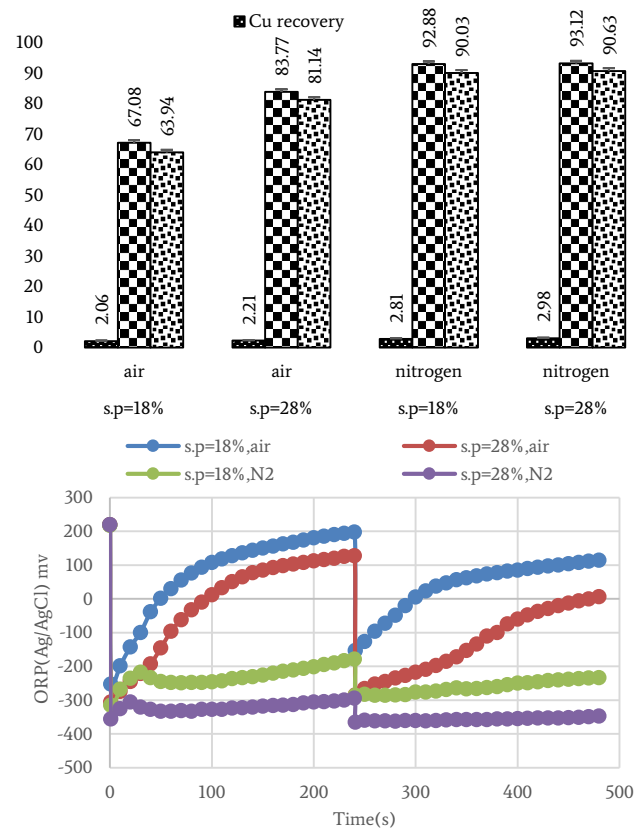 Cu recovery
100
90
80
70
60
50
40
30
20
10
0
2.06
67.08
63.94
2.21
83.77
81.14
2.81
92.88
90.03
2.98
93.12
90.63
air
air
nitrogen
nitrogen
s.p=18%
s.p=28%
s.p=18%
s.p=28%
s.p=18%,air
s.p=28%,air
s.p=18%,N2
s.p=28%,N2
ORP(Ag/AgCl) mv
300
200
100
0
-100
-200
-300
-400
-500
0
100
200
300
400
500
Time(s)